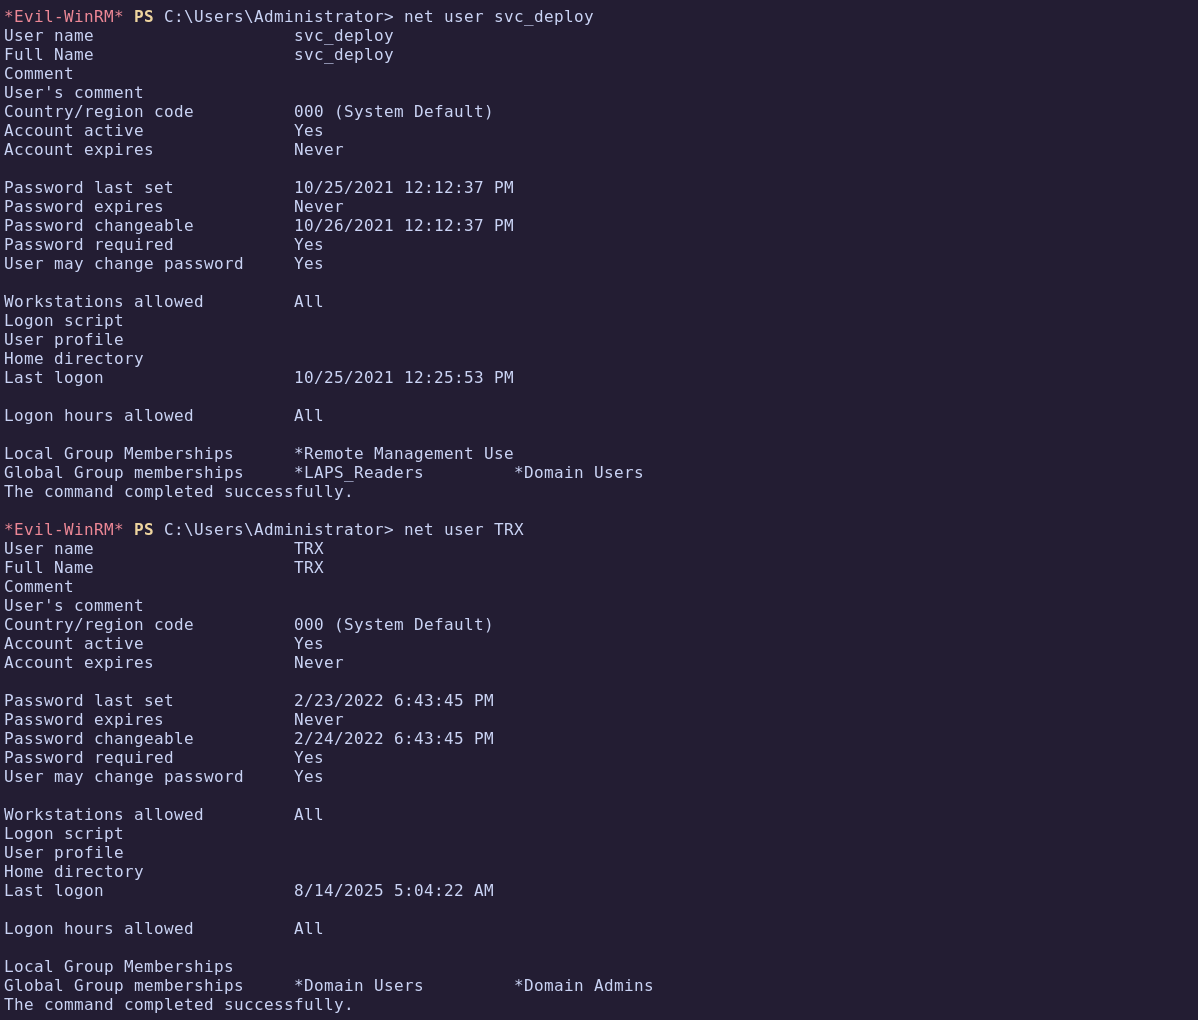 *Evil-WinRM* PS C:\Users\Administrator> net user svc_deploy
User name                    svc_deploy
Full Name                    svc_deploy
Comment
User's comment
Country/region code          000 (System Default)
Account active               Yes
Account expires              Never

Password last set            10/25/2021 12:12:37 PM
Password expires             Never
Password changeable          10/26/2021 12:12:37 PM
Password required            Yes
User may change password     Yes

Workstations allowed         All
Logon script
User profile
Home directory
Last logon                   10/25/2021 12:25:53 PM

Logon hours allowed          All

Local Group Memberships      *Remote Management Use
Global Group memberships     *LAPS_Readers         *Domain Users
The command completed successfully.

*Evil-WinRM* PS C:\Users\Administrator> net user TRX
User name                    TRX
Full Name                    TRX
Comment
User's comment
Country/region code          000 (System Default)
Account active               Yes
Account expires              Never

Password last set            2/23/2022 6:43:45 PM
Password expires             Never
Password changeable          2/24/2022 6:43:45 PM
Password required            Yes
User may change password     Yes

Workstations allowed         All
Logon script
User profile
Home directory
Last logon                   8/14/2025 5:04:22 AM

Logon hours allowed          All

Local Group Memberships
Global Group memberships     *Domain Users         *Domain Admins
The command completed successfully.